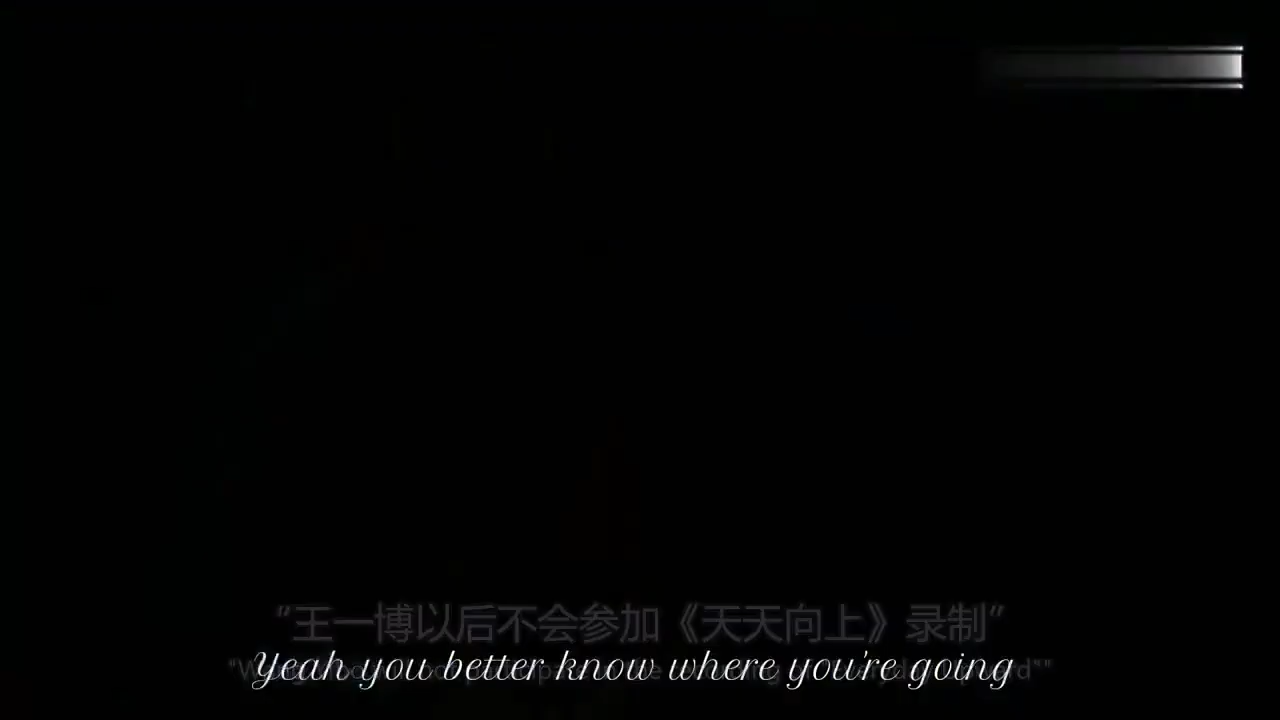 “王一博以后不会参加《天天向上》录制”
Yeah you better know where you're going